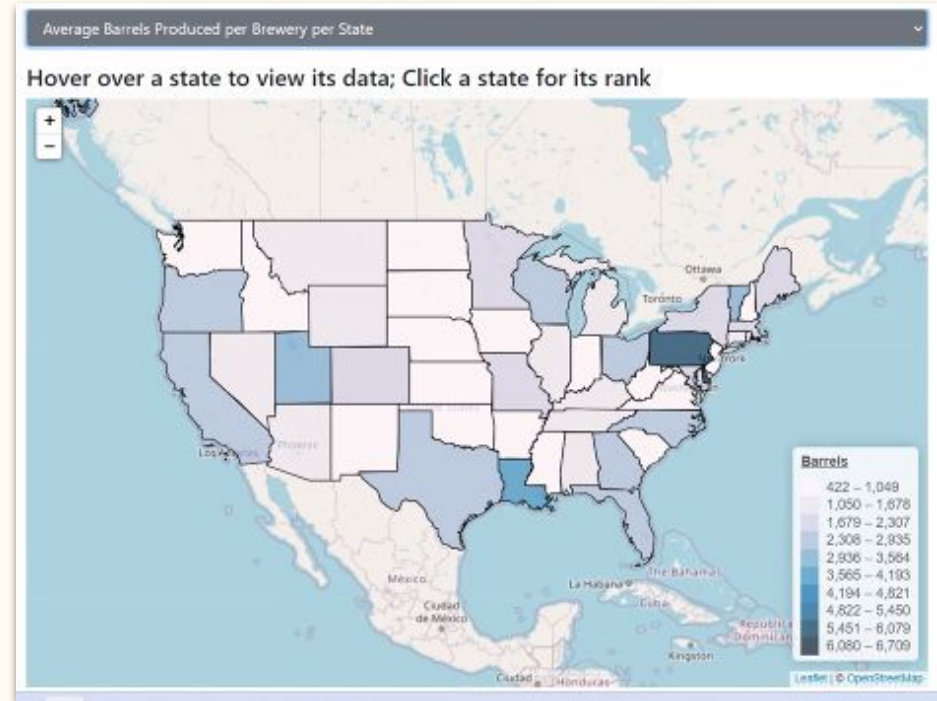 Average Barrels Produced per Brewery per State
Hover over a state to view its data; Click a state for its rank
+
−
Ottawa
Toronto
York
Phoenix
Los
Barrels
422 – 1,049
1,050 – 1,678
1,679 – 2,307
2,308 – 2,935
2,936 – 3,564
3,565 – 4,193
4,194 – 4,821
4,822 – 5,450
5,451 – 6,079
6,080 – 6,709
México
Ciudad
de México
La Habana
The Bahamas
Cuba
Kingston
Ciudad
Honduras
Leaflet | © OpenStreetMap